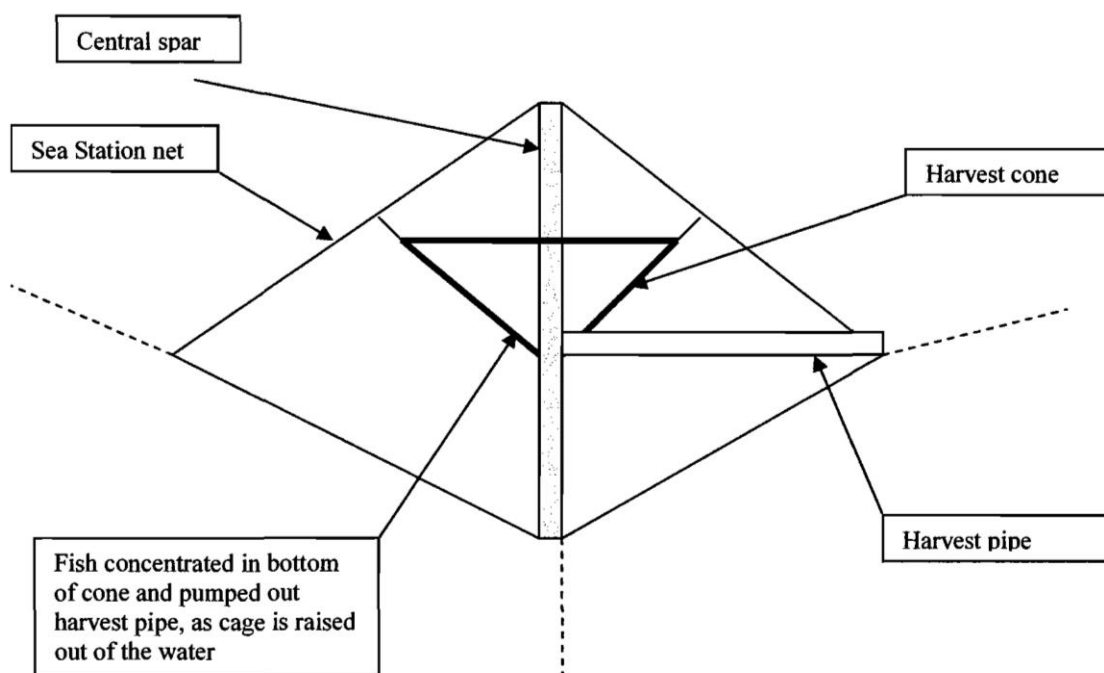 Central spar
Sea Station net
Harvest cone
Harvest pipe
Fish concentrated in bottom
of cone and pumped out
harvest pipe, as cage is raised
out of the water